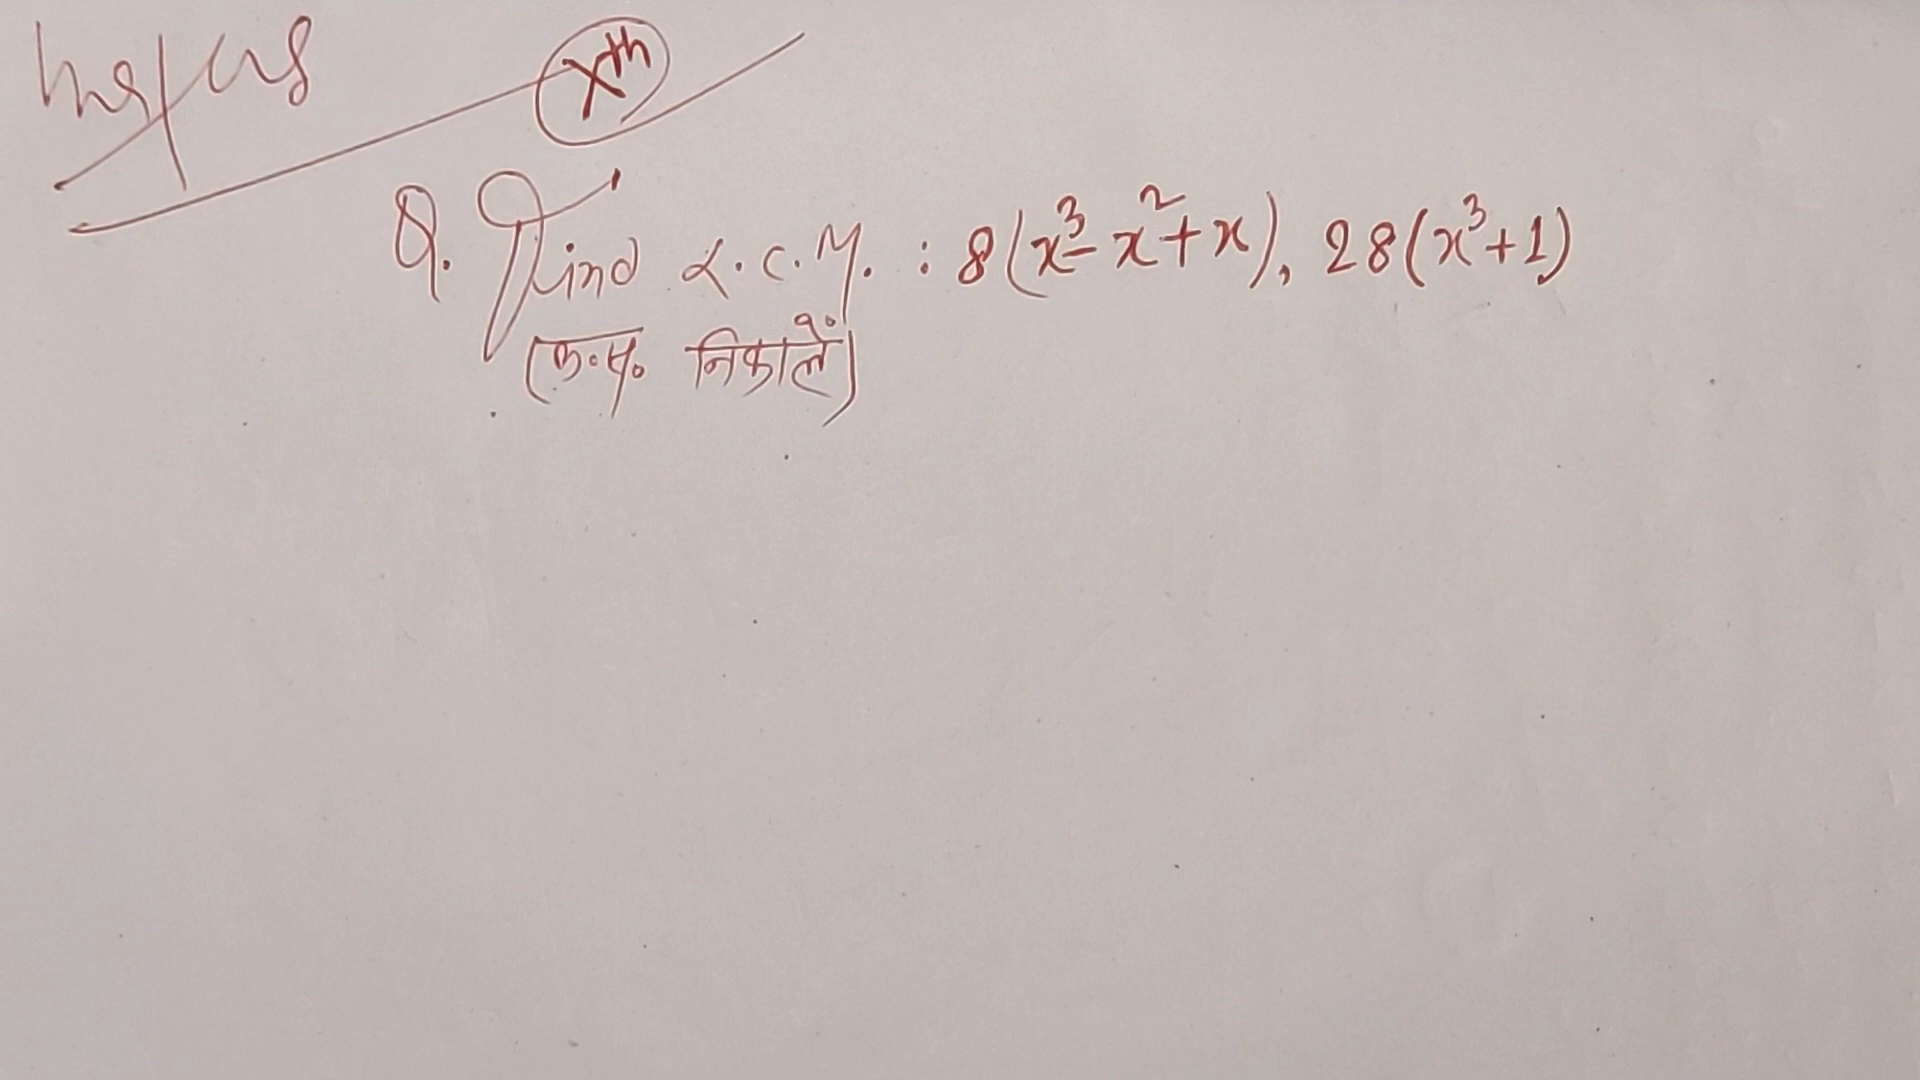 Xth
Q. Find L.C.M. : 8(x³-x²+x), 28(x³+1)
(ल.स. निकालें)